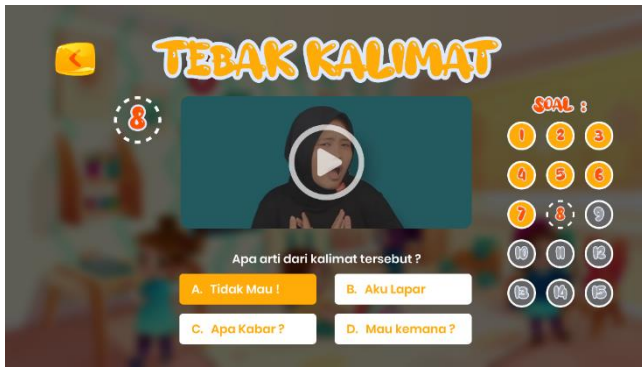 TEBAK KALIMAT
8
SOAL :
1 2 3
4 5 6
7 8 9
10 11 12
13 14 15
Apa arti dari kalimat tersebut ?
A. Tidak Mau !
B. Aku Lapar
C. Apa Kabar ?
D. Mau kemana ?